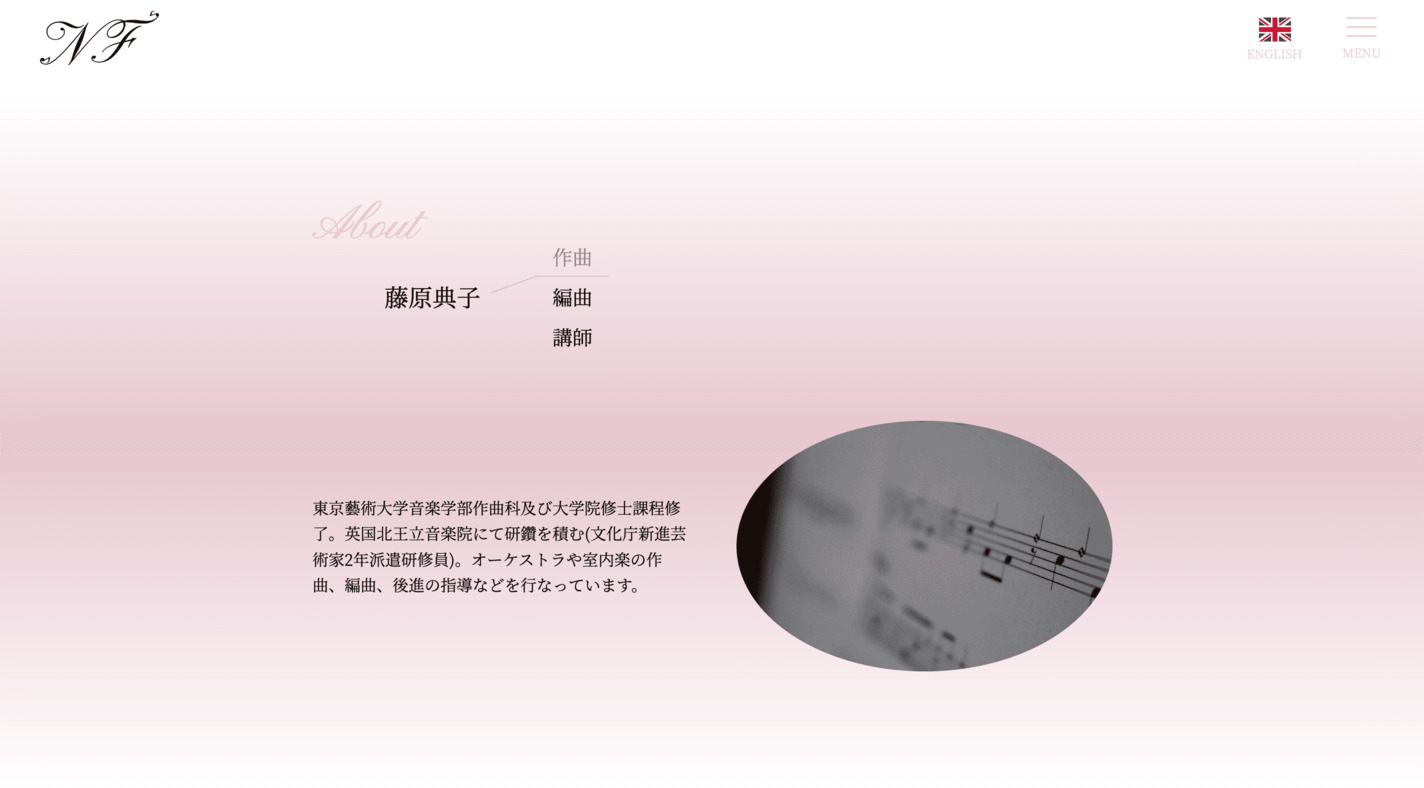 NF
ENGLISH
MENU
About
作曲
藤原典子
編曲
講師
東京藝術大学音楽学部作曲科及び大学院修士課程修
了。英国北王立音楽院にて研鑽を積む(文化庁新進芸
術家2年派遣研修員)。オーケストラや室内楽の作
曲、編曲、後進の指導などを行なっています。